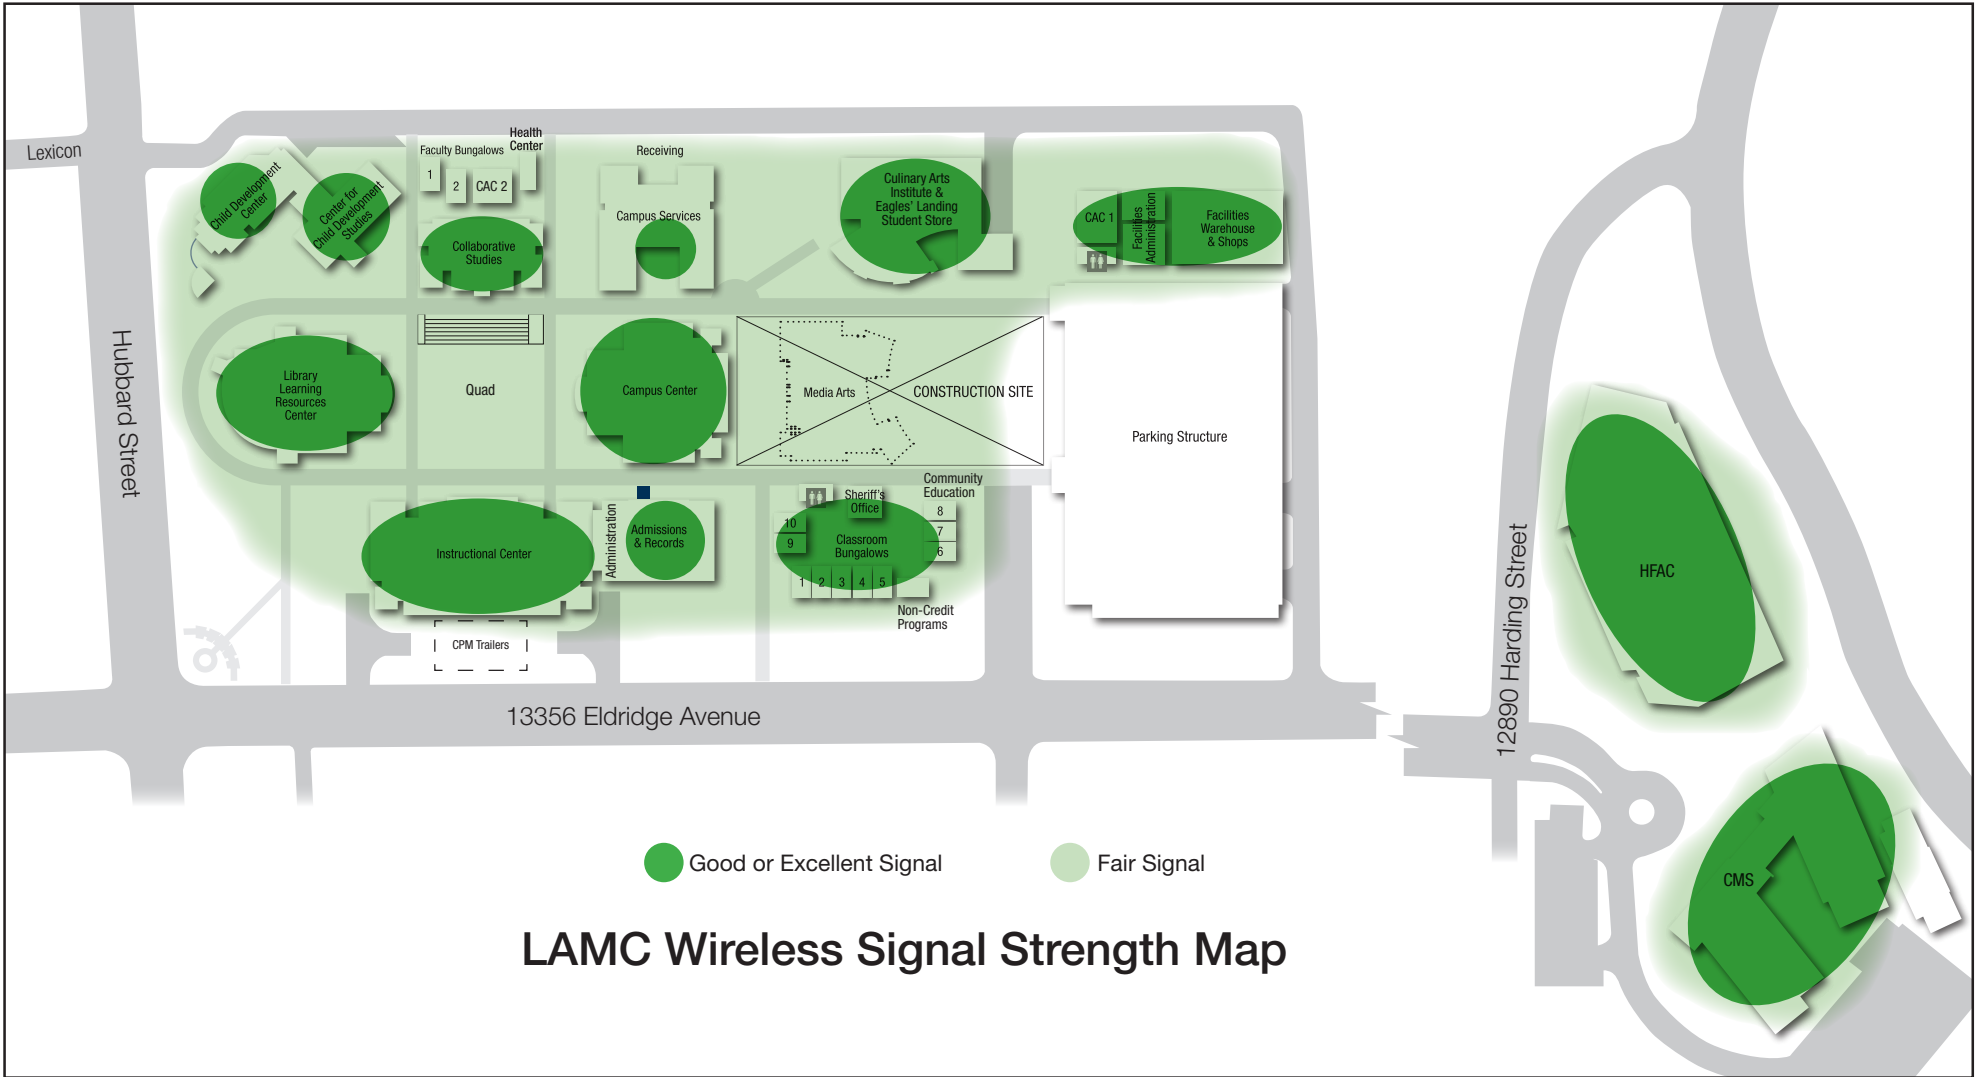 Lexicon
Hubbard Street
Child Development
Center
Center for
Child Development
Studies
Faculty Bungalows
1
2
CAC 2
Health
Center
Collaborative
Studies
Receiving
Campus Services
Culinary Arts
Institute &
Eagles' Landing
Student Store
CAC 1
Facilities
Administration
Facilities
Warehouse
& Shops
Library
Learning
Resources
Center
Quad
Campus Center
Media Arts
CONSTRUCTION SITE
Parking Structure
Instructional Center
Administration
Admissions
& Records
Sheriff's
Office
10
9
Classroom
Bungalows
1
2
3
4
5
Community
Education
8
7
6
Non-Credit
Programs
CPM Trailers
13356 Eldridge Avenue
12890 Harding Street
HFAC
CMS
Good or Excellent Signal
Fair Signal
LAMC Wireless Signal Strength Map